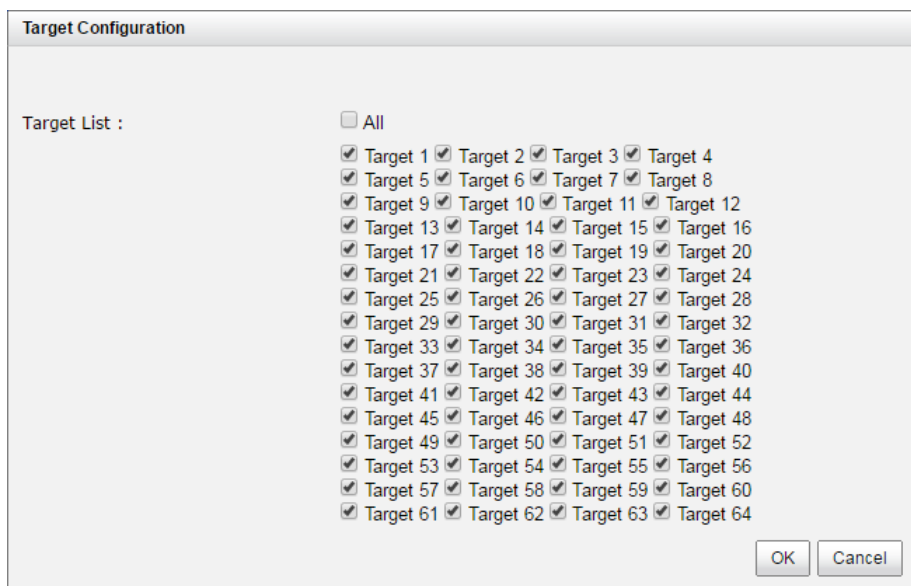 Target Configuration
Target List : All
Target 1 Target 2 Target 3 Target 4
Target 5 Target 6 Target 7 Target 8
Target 9 Target 10 Target 11 Target 12
Target 13 Target 14 Target 15 Target 16
Target 17 Target 18 Target 19 Target 20
Target 21 Target 22 Target 23 Target 24
Target 25 Target 26 Target 27 Target 28
Target 29 Target 30 Target 31 Target 32
Target 33 Target 34 Target 35 Target 36
Target 37 Target 38 Target 39 Target 40
Target 41 Target 42 Target 43 Target 44
Target 45 Target 46 Target 47 Target 48
Target 49 Target 50 Target 51 Target 52
Target 53 Target 54 Target 55 Target 56
Target 57 Target 58 Target 59 Target 60
Target 61 Target 62 Target 63 Target 64
OK Cancel